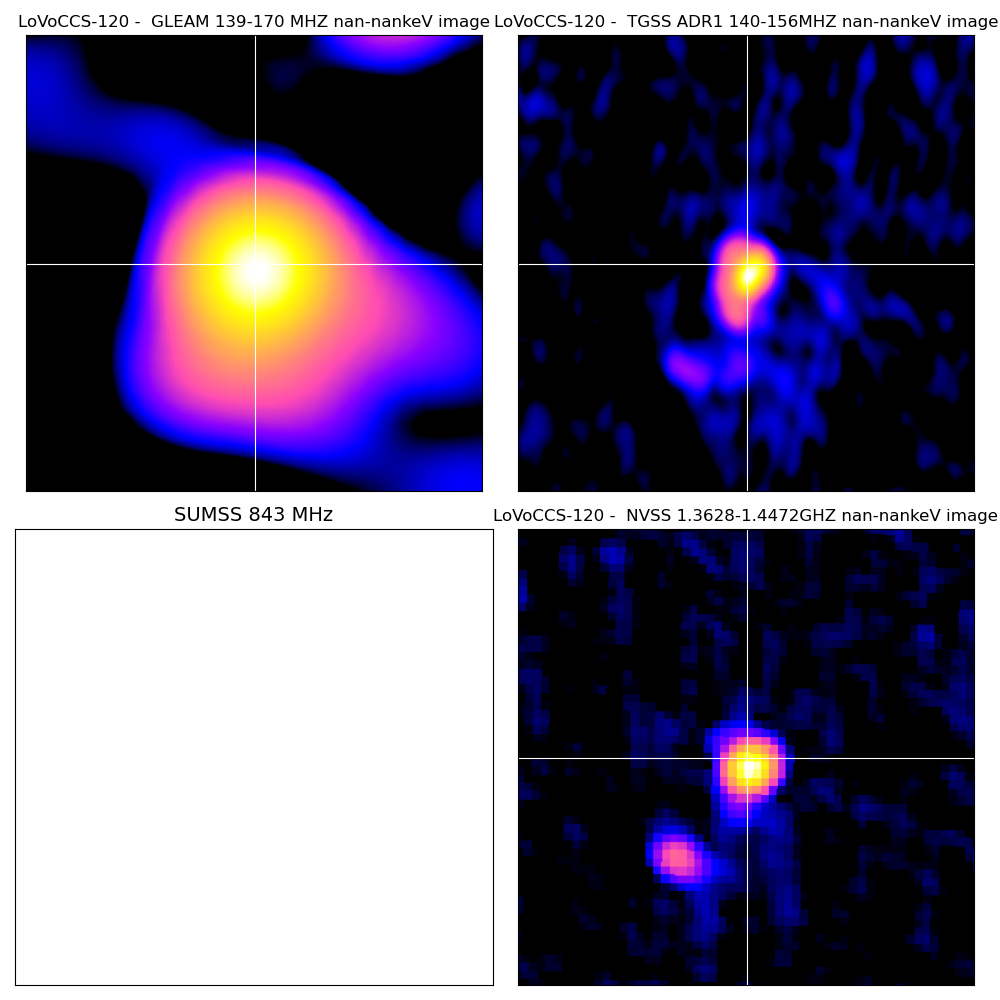 LoVoCCS-120 -  GLEAM 139-170 MHZ nan-nankeV image
LoVoCCS-120 -  TGSS ADR1 140-156MHZ nan-nankeV image
SUMSS 843 MHz
LoVoCCS-120 -  NVSS 1.3628-1.4472GHZ nan-nankeV image